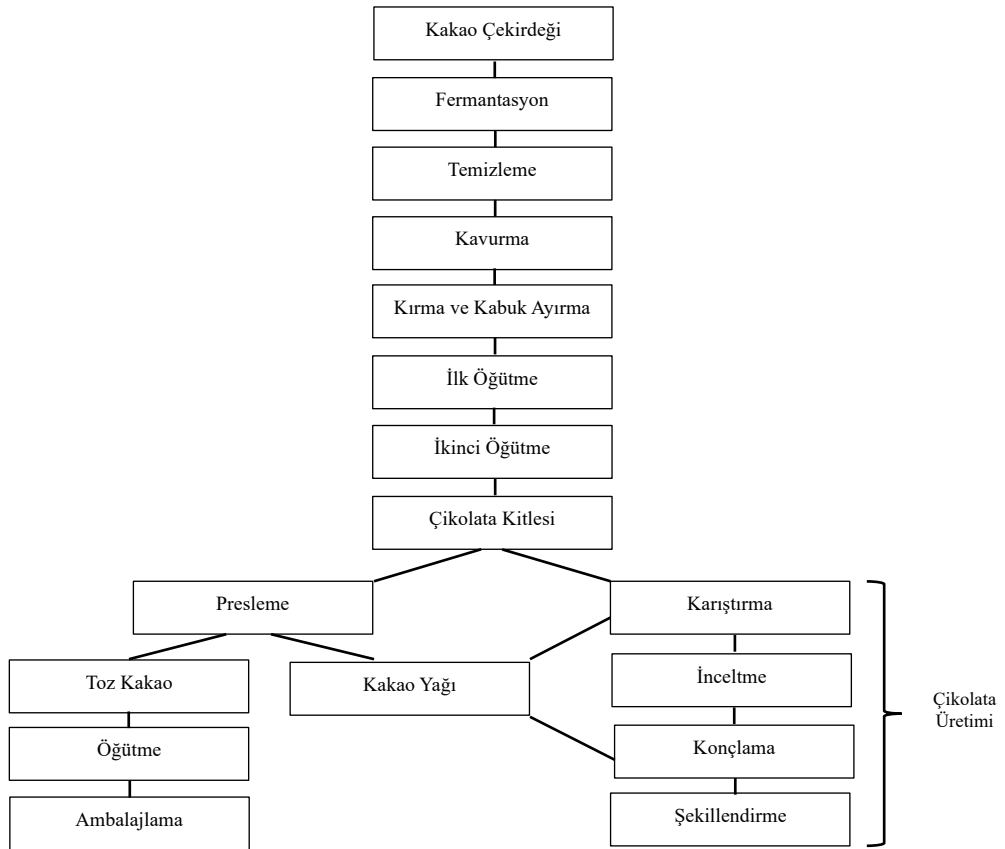 Kakao Çekirdeği
Fermantasyon
Temizleme
Kavurma
Kırma ve Kabuk Ayırma
İlk Öğütme
İkinci Öğütme
Çikolata Kitlesi
Presleme
Karıştırma
Toz Kakao
Kakao Yağı
İnceltme
Öğütme
Konçlama
Ambalajlama
Şekillendirme
Çikolata
Üretimi